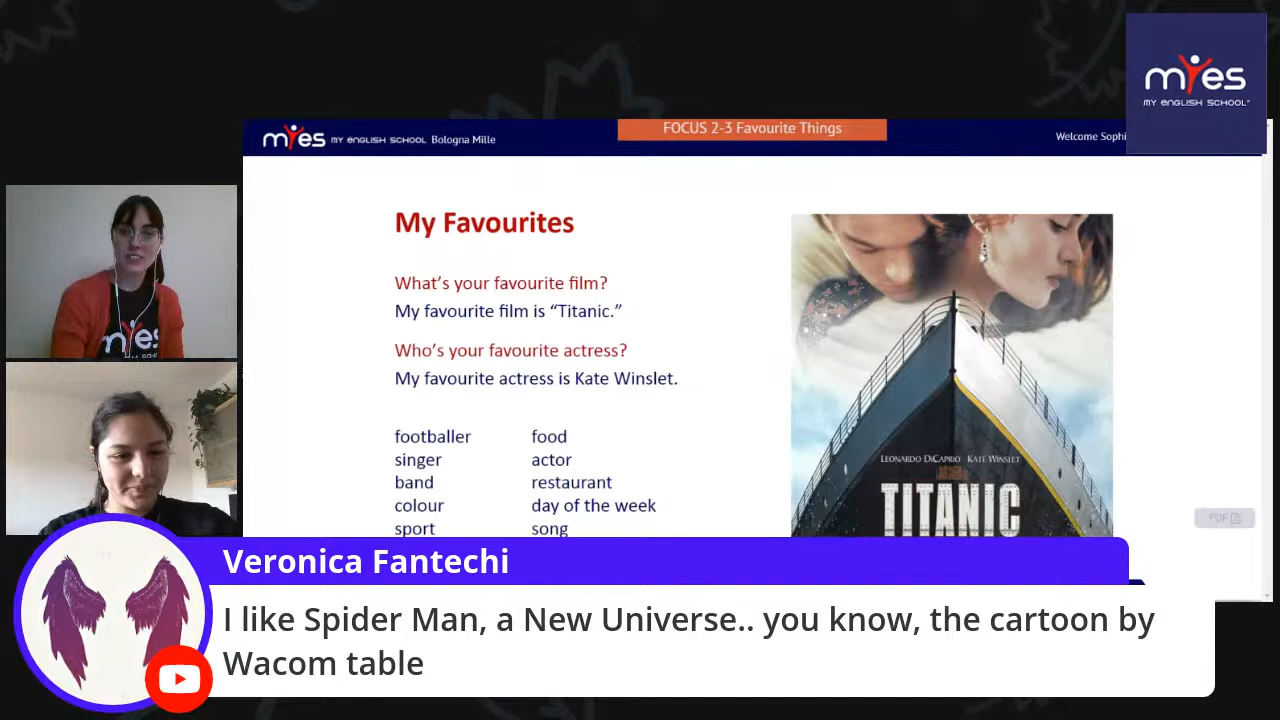 myes
MY ENGLISH SCHOOL
myes MY ENGLISH SCHOOL Bologna Mille
FOCUS 2-3 Favourite Things
Welcome Sophi
My Favourites
What's your favourite film?
My favourite film is “Titanic.”
Who's your favourite actress?
My favourite actress is Kate Winslet.
footballer food
singer actor
band restaurant
colour day of the week
sport song
LEONARDO DICAPRIO KATE WINSLET
TITANIC
PDF
myes
Veronica Fantechi
I like Spider Man, a New Universe.. you know, the cartoon by
Wacom table